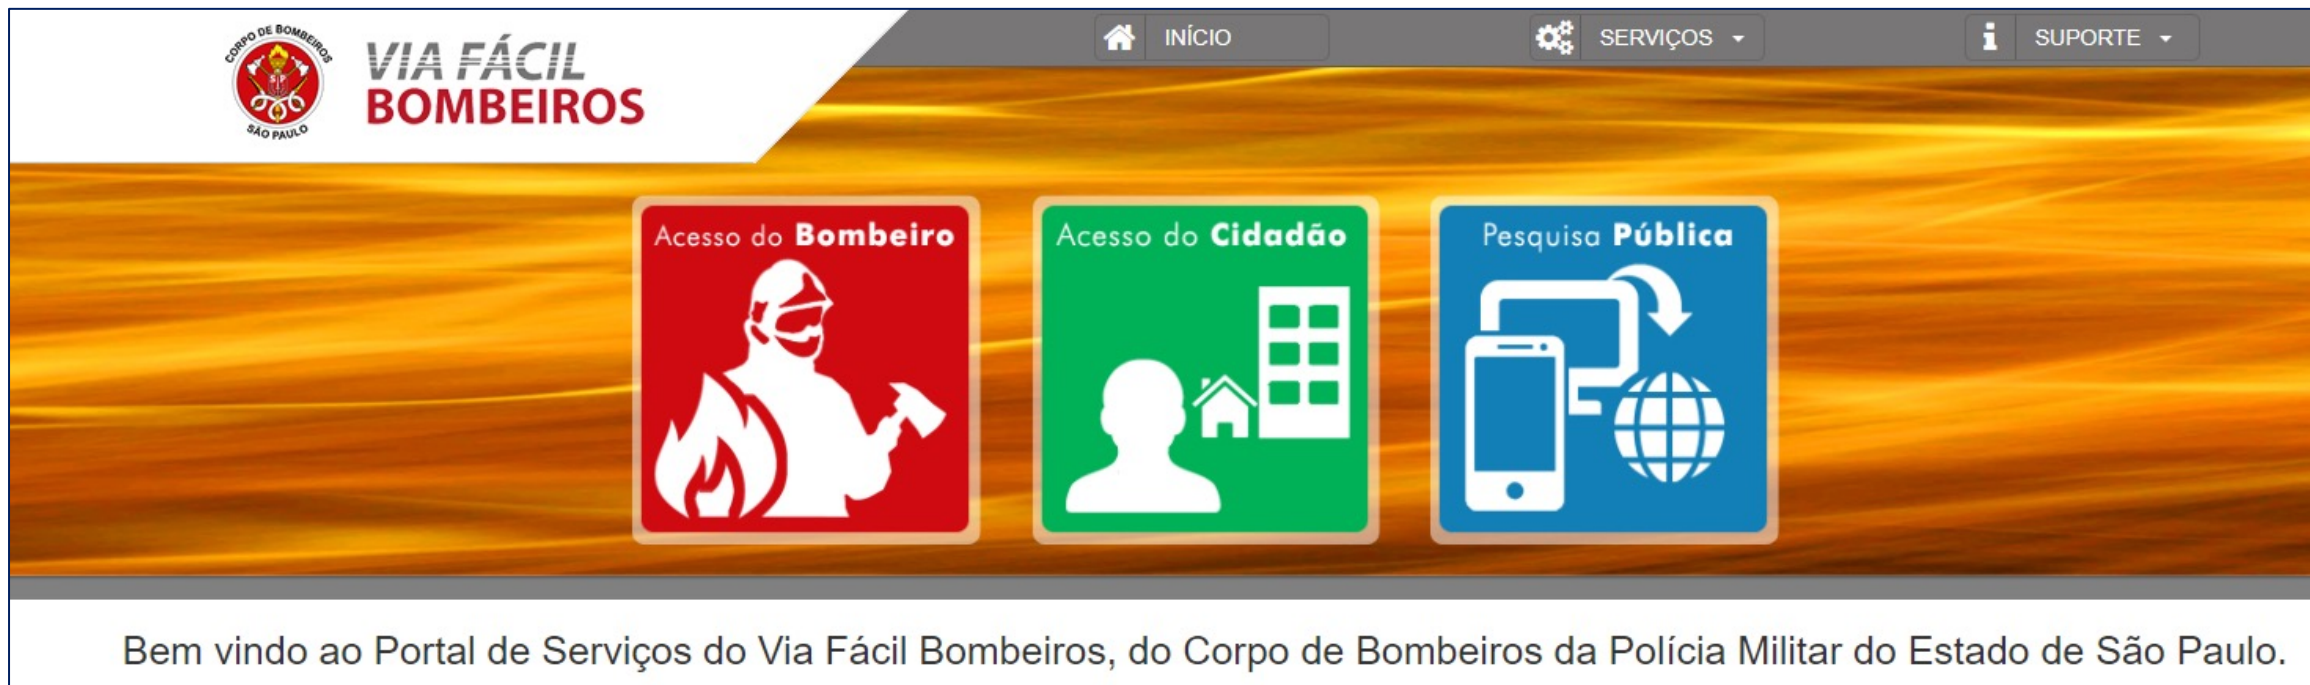 CORPO DE BOMBEIROS
SP
SÃO PAULO
VIA FÁCIL
BOMBEIROS
INÍCIO
SERVIÇOS
SUPORTE
Acesso do Bombeiro
Acesso do Cidadão
Pesquisa Pública
Bem vindo ao Portal de Serviços do Via Fácil Bombeiros, do Corpo de Bombeiros da Polícia Militar do Estado de São Paulo.